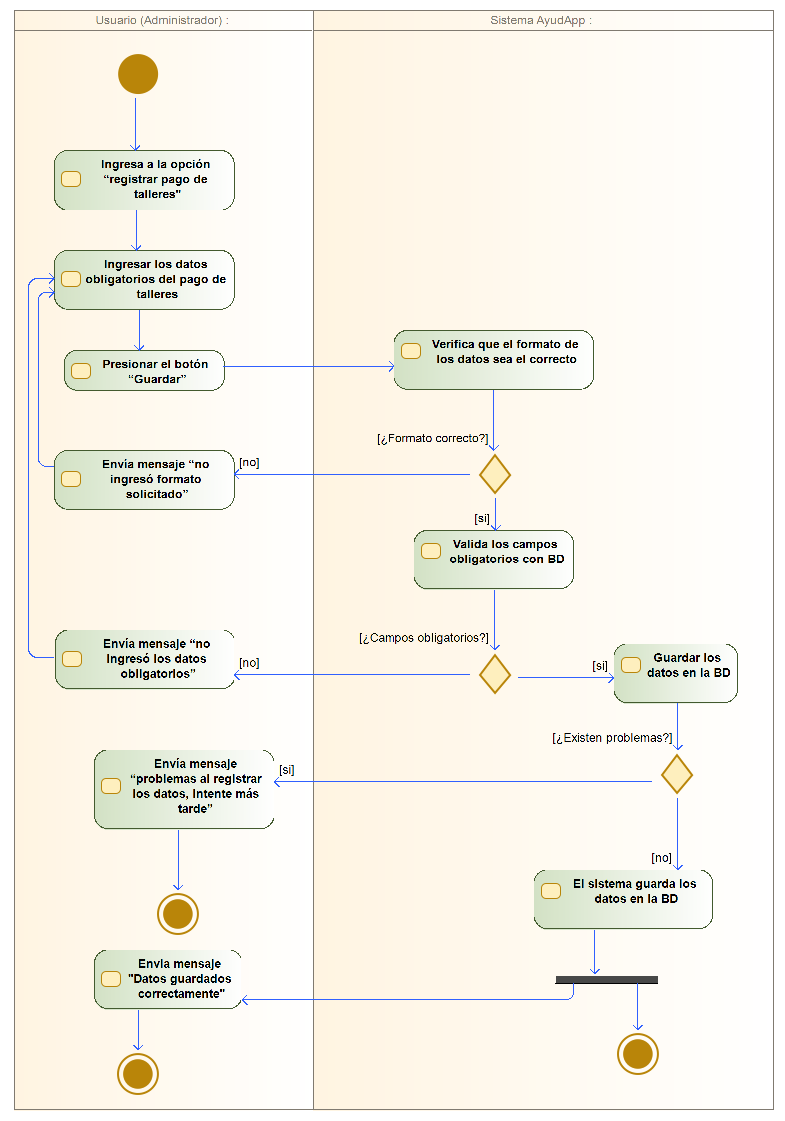 Usuario (Administrador) :
Sistema AyudApp :
Ingresa a la opción
“registrar pago de
talleres”
Ingresar los datos
obligatorios del pago de
talleres
Presionar el botón
“Guardar”
Verifica que el formato de
los datos sea el correcto
[¿Formato correcto?]
[no]
Envía mensaje “no
ingresó formato
solicitado”
[si]
Valida los campos
obligatorios con BD
[¿Campos obligatorios?]
[no]
Envía mensaje “no
Ingresó los datos
obligatorios”
[si]
Guardar los
datos en la BD
[¿Existen problemas?]
[si]
Envía mensaje
“problemas al registrar
los datos, Intente más
tarde”
[no]
El sistema guarda los
datos en la BD
Envía mensaje
"Datos guardados
correctamente"